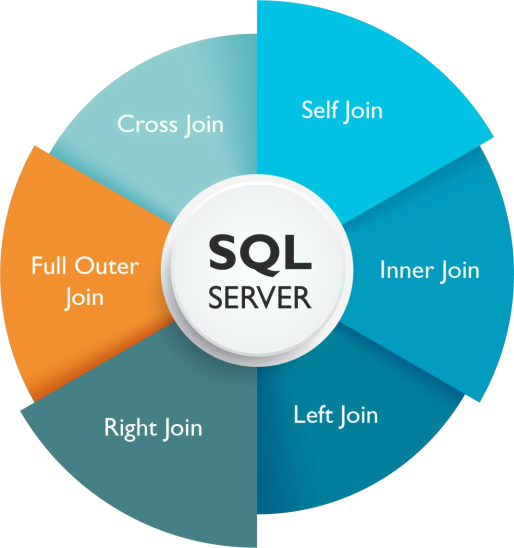 Cross Join
Self Join
Full Outer
Join
SQL
SERVER
Inner Join
Right Join
Left Join